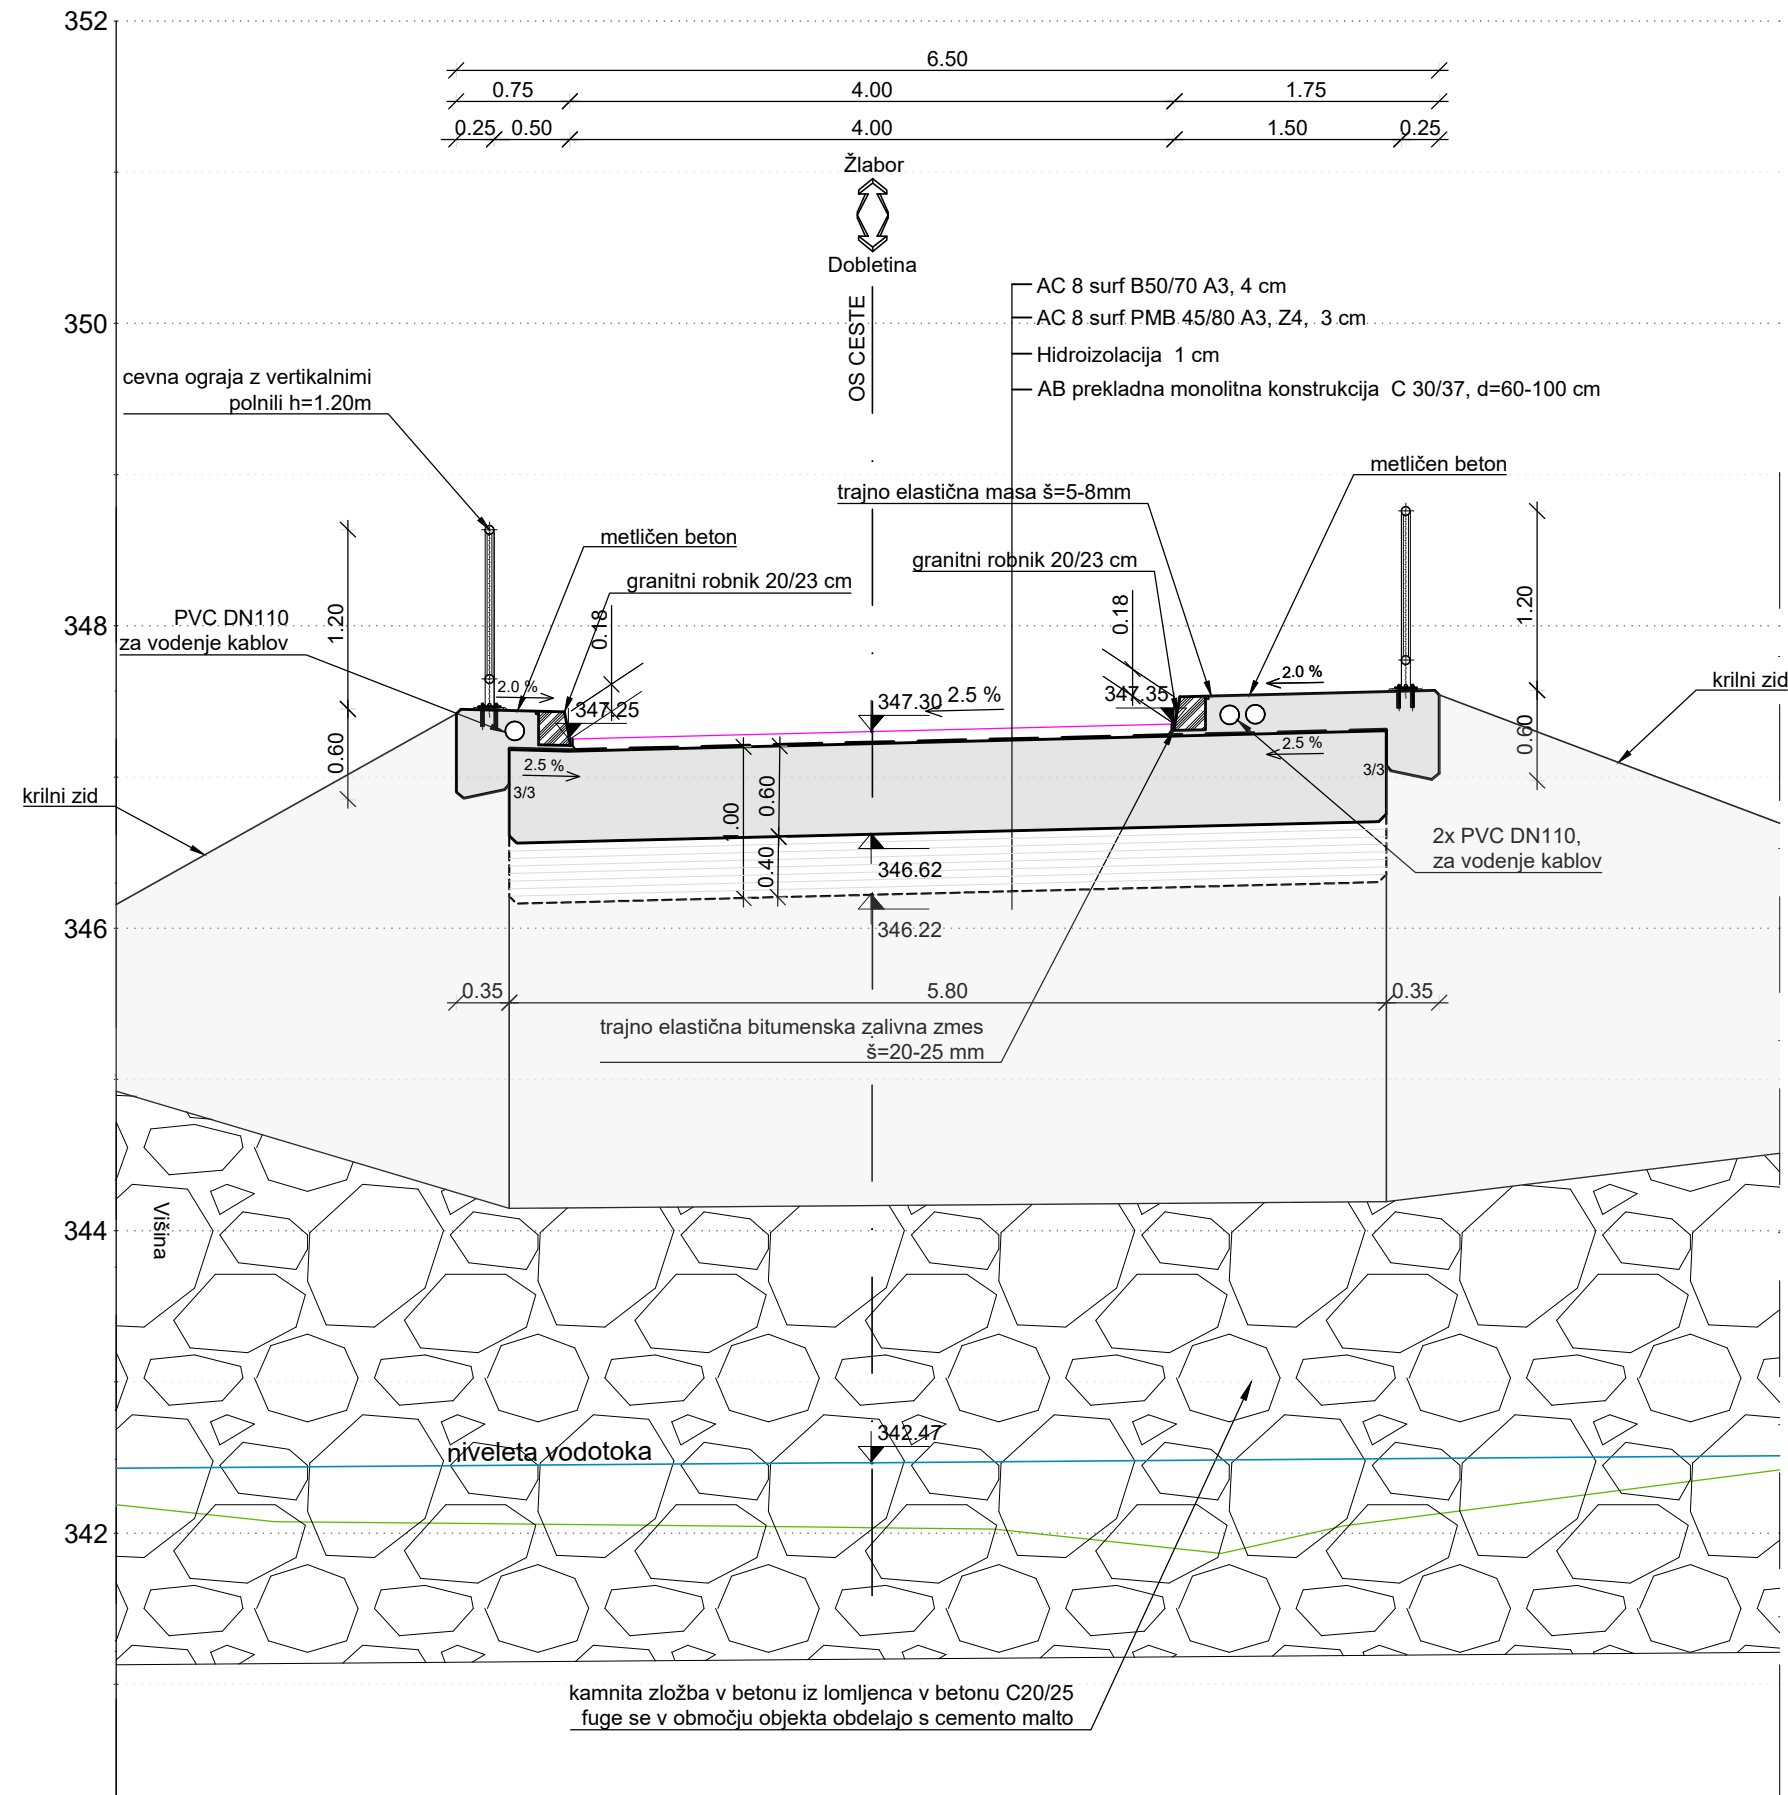 352
6.50
0.75 4.00 1.75
0.25 0.50 4.00 1.50 0.25
Žlabor
Dobletina
OS CESTE
AC 8 surf B50/70 A3, 4 cm
350
AC 8 surf PMB 45/80 A3, Z4, 3 cm
Hidroizolacija 1 cm
AB prekladna monolitna konstrukcija C 30/37, d=60-100 cm
cevna ograja z vertikalnimi
polnili h=1.20m
metličen beton
trajno elastična masa š=5-8mm
metličen beton
granitni robnik 20/23 cm
granitni robnik 20/23 cm
PVC DN110
za vodenje kablov
348
1.20
0.18
0.18
1.20
krilni zid
2.0 %
2.0 %
347.25
347.30
2.5 %
347.35
0.60
0.60
2.5 %
2.5 %
3/3
3/3
krilni zid
1.00
0.60
0.40
346.62
2x PVC DN110,
za vodenje kablov
346
346.22
0.35 5.80 0.35
trajno elastična bitumenska zalivna zmes
š=20-25 mm
344
Višina
342.47
niveleta vodotoka
342
kamnita zložba v betonu iz lomljenca v betonu C20/25
fuge se v območju objekta obdelajo s cemento malto